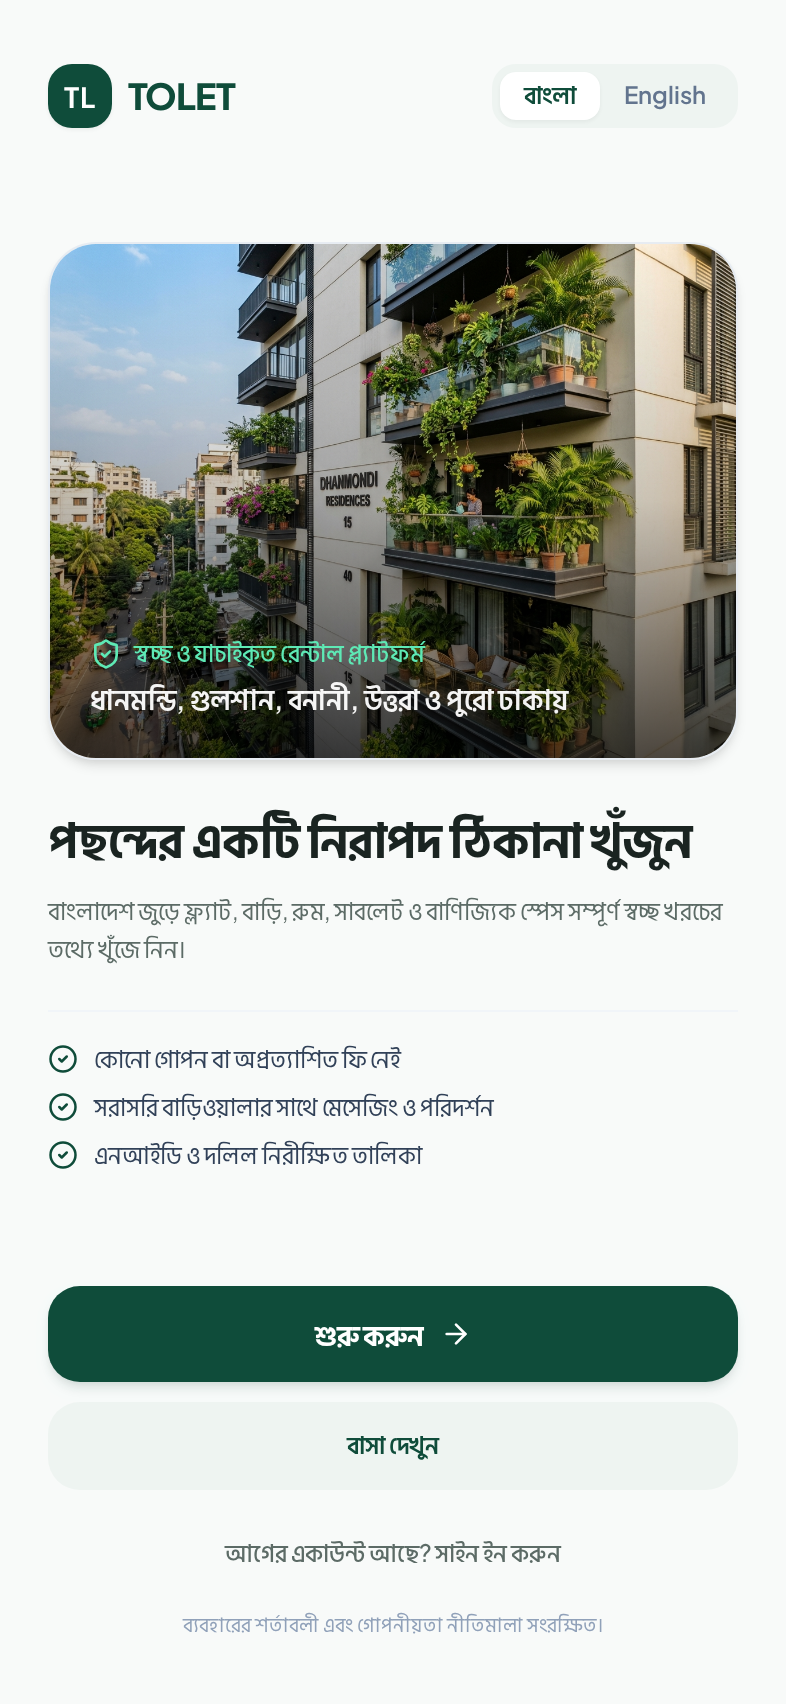 TL TOLET
বাংলা English
DHANMONDI
RESIDENCES
15
40
15
স্বচ্ছ ও যাচাইকৃত রেন্টাল প্ল্যাটফর্ম
ধানমন্ডি, গুলশান, বনানী, উত্তরা ও পুরো ঢাকায়
পছন্দের একটি নিরাপদ ঠিকানা খুঁজুন
বাংলাদেশ জুড়ে ফ্ল্যাট, বাড়ি, রুম, সাবলেট ও বাণিজ্যিক স্পেস সম্পূর্ণ স্বচ্ছ খরচের
তথ্যে খুঁজে নিন।
কোনো গোপন বা অপ্রত্যাশিত ফি নেই
সরাসরি বাড়িওয়ালার সাথে মেসেজিং ও পরিদর্শন
এনআইডি ও দলিল নিরীক্ষিত তালিকা
শুরু করুন
বাসা দেখুন
আগের একাউন্ট আছে? সাইন ইন করুন
ব্যবহারের শর্তাবলী এবং গোপনীয়তা নীতিমালা সংরক্ষিত।